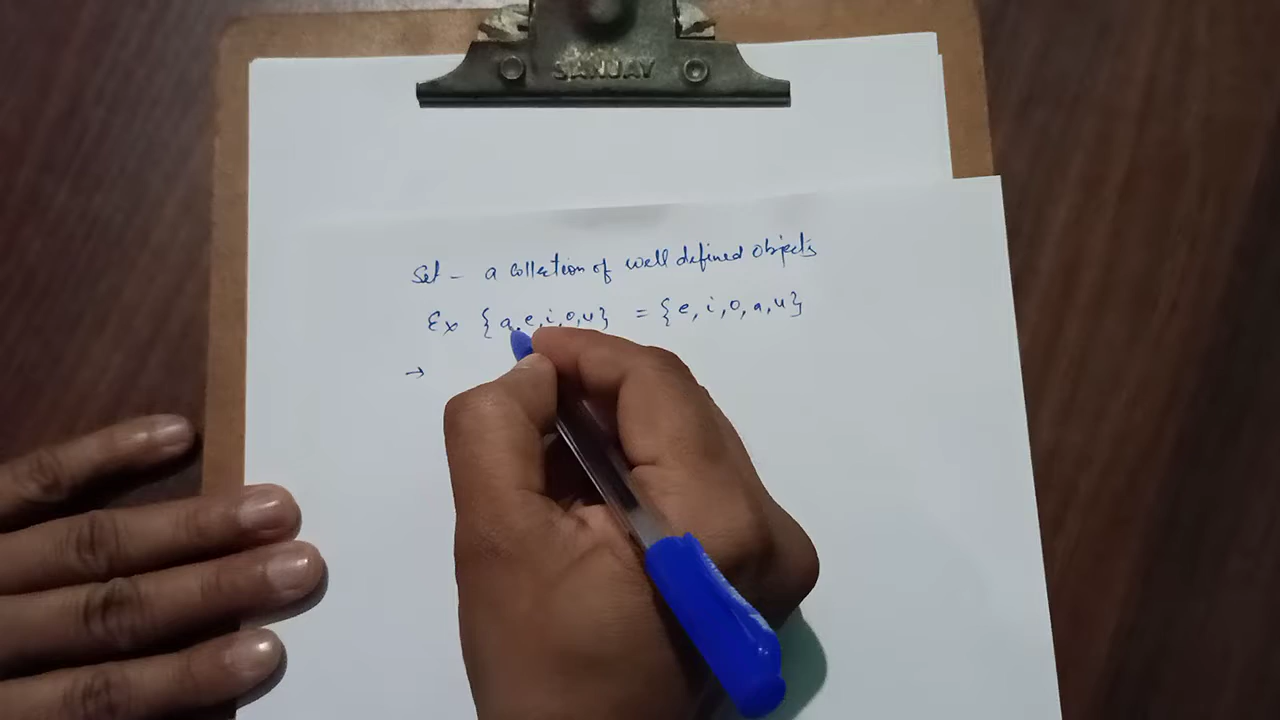 SANJAY
Set - a collection of well defined objects
Ex {a,e,i,o,u} = {e,i,o,a,u}
→